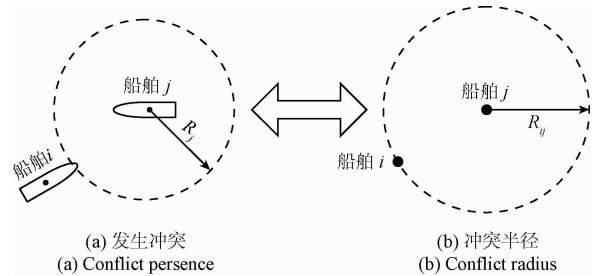 船舶 j
R_j
船舶i
船舶 j
R_ij
船舶 i
(a) 发生冲突
(a) Conflict persence
(b) 冲突半径
(b) Conflict radius